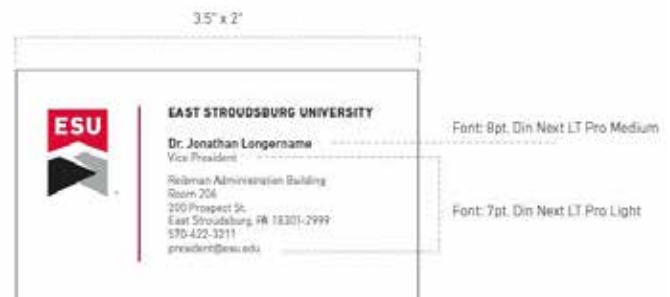 3.5" x 2"
ESU
EAST STROUDSBURG UNIVERSITY
Dr. Jonathan Longername
Vice President
Reibman Administration Building
Room 206
200 Prospect St.
East Stroudsburg, PA 18301-2999
570-422-3211
president@esu.edu
Font: 8pt. Din Next LT Pro Medium
Font: 7pt. Din Next LT Pro Light